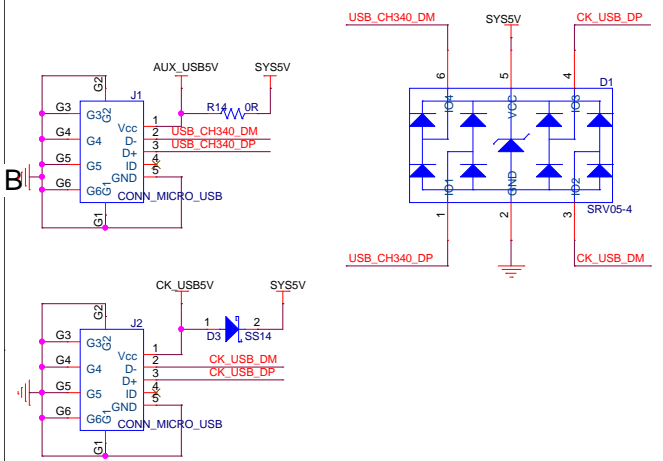 USB_CH340_DM
SYS5V
CK_USB_DP
6
5
4
D1
IO4
VCC
IO3
IO1
GND
IO2
SRV05-4
1
2
3
USB_CH340_DP
CK_USB_DM
AUX_USB5V
SYS5V
R14 0R
J1
G2
G3 G3 G2
G4 G4
G5 G5
G6 G6 G1
Vcc 1
D- 2 USB_CH340_DM
D+ 3 USB_CH340_DP
ID 4
GND 5
CONN_MICRO_USB
G1
B
CK_USB5V
SYS5V
1 2
D3 SS14
J2
G2
G3 G3 G2
G4 G4
G5 G5
G6 G6 G1
Vcc 1
D- 2 CK_USB_DM
D+ 3 CK_USB_DP
ID 4
GND 5
CONN_MICRO_USB
G1